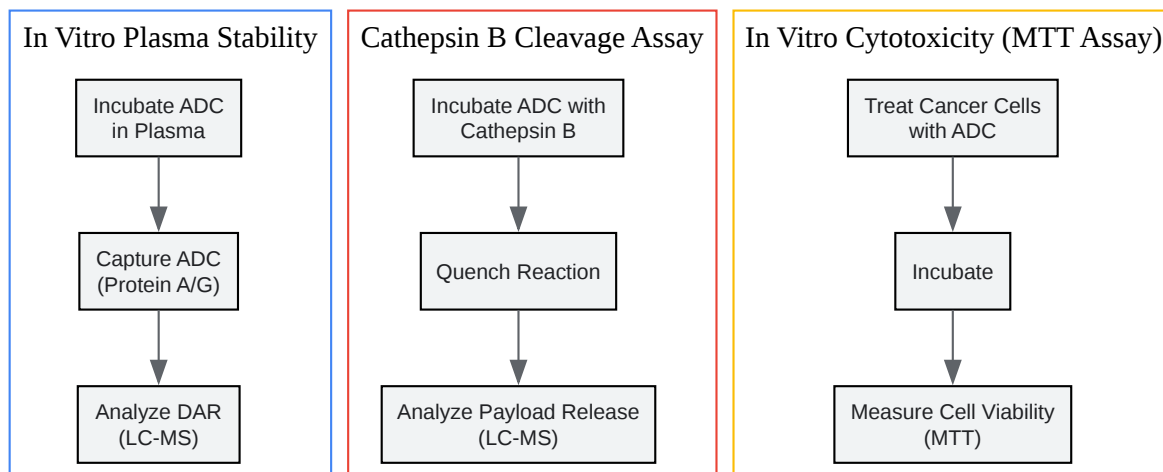 In Vitro Plasma Stability
Incubate ADC
in Plasma
Capture ADC
(Protein A/G)
Analyze DAR
(LC-MS)
Cathepsin B Cleavage Assay
Incubate ADC with
Cathepsin B
Quench Reaction
Analyze Payload Release
(LC-MS)
In Vitro Cytotoxicity (MTT Assay)
Treat Cancer Cells
with ADC
Incubate
Measure Cell Viability
(MTT)